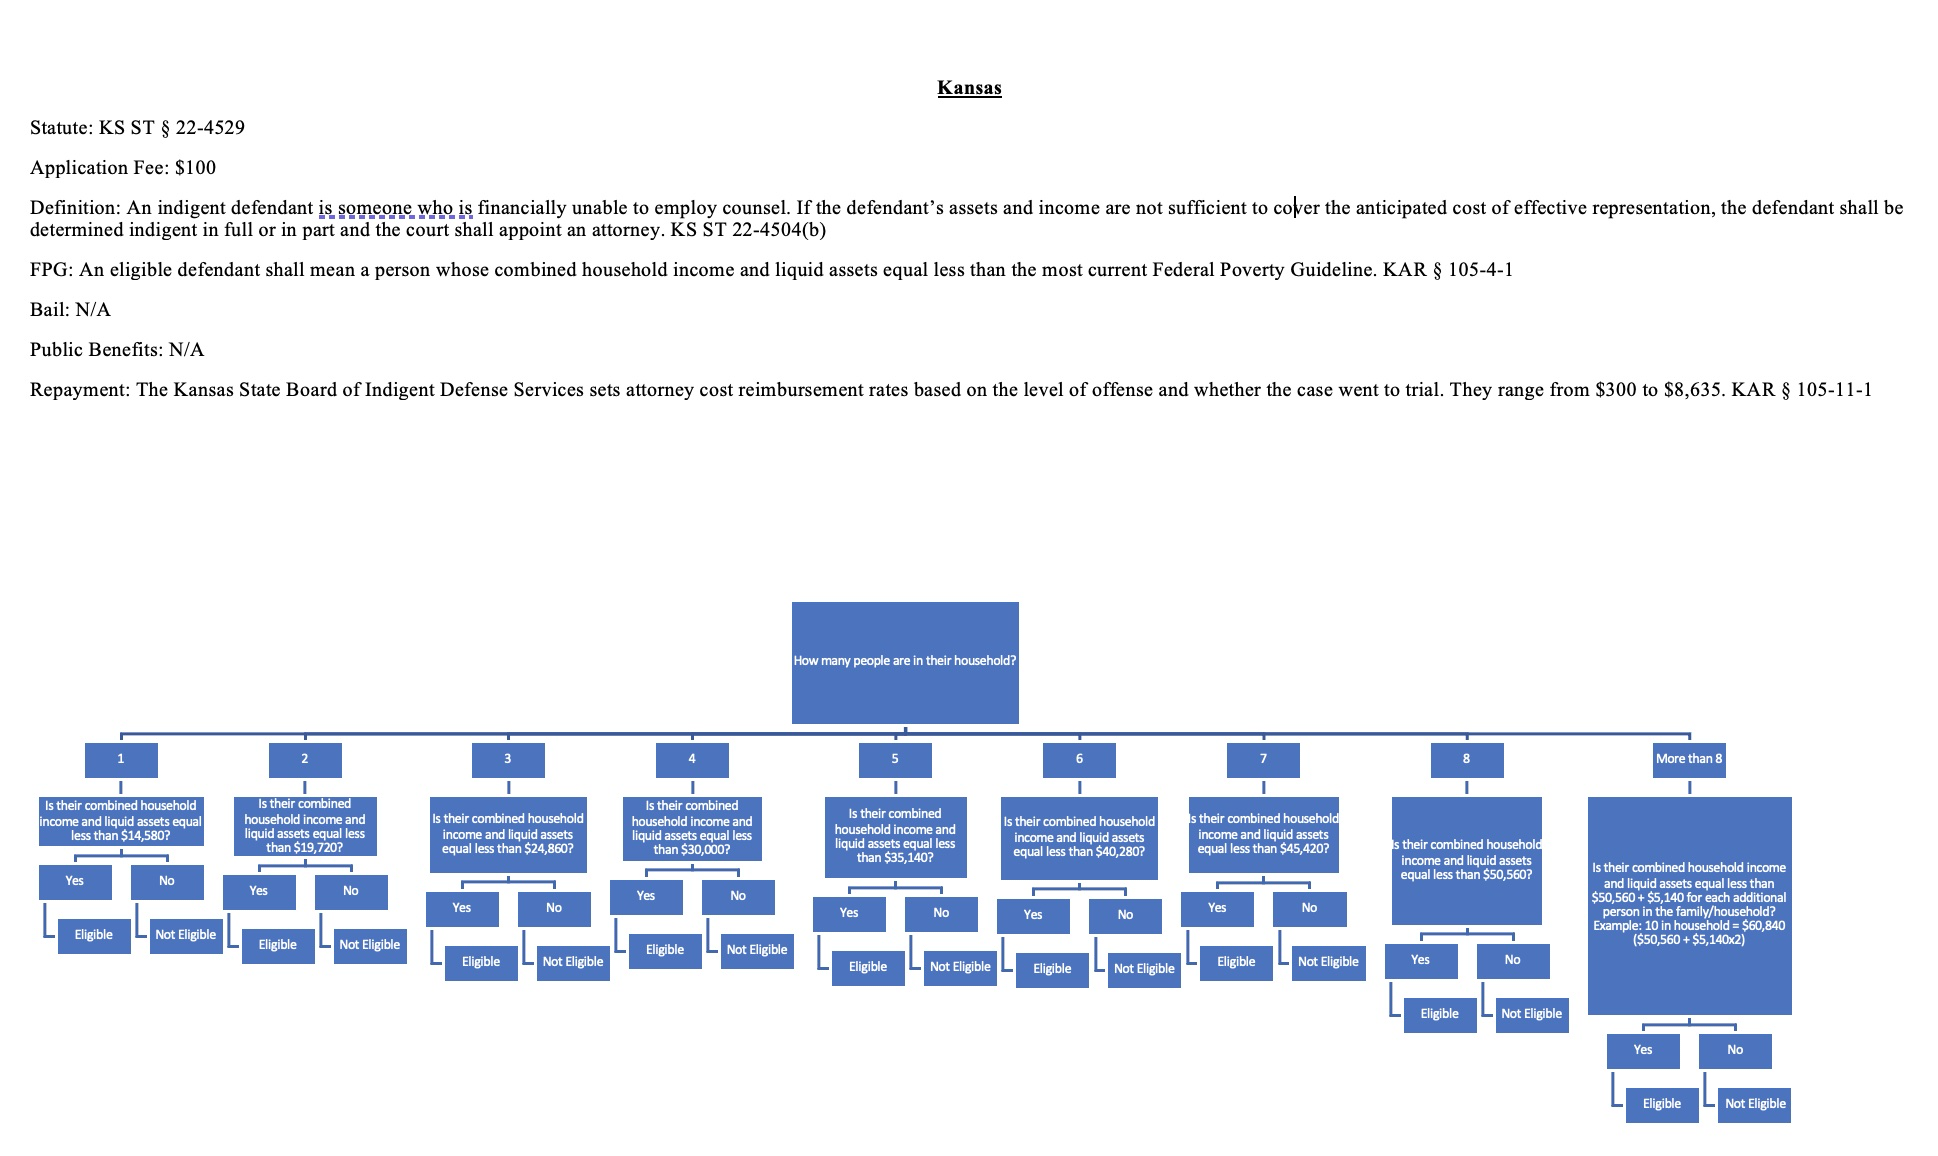 Kansas
Statute: KS ST § 22-4529
Application Fee: $100
Definition: An indigent defendant is someone who is financially unable to employ counsel. If the defendant’s assets and income are not sufficient to cover the anticipated cost of effective representation, the defendant shall be
determined indigent in full or in part and the court shall appoint an attorney. KS ST 22-4504(b)
FPG: An eligible defendant shall mean a person whose combined household income and liquid assets equal less than the most current Federal Poverty Guideline. KAR § 105-4-1
Bail: N/A
Public Benefits: N/A
Repayment: The Kansas State Board of Indigent Defense Services sets attorney cost reimbursement rates based on the level of offense and whether the case went to trial. They range from $300 to $8,635. KAR § 105-11-1
How many people are in their household?
1
Is their combined household
income and liquid assets equal
less than $14,580?
Yes
No
Eligible
Not Eligible
2
Is their combined
household income and
liquid assets equal less
than $19,720?
Yes
No
Eligible
Not Eligible
3
Is their combined household
income and liquid assets
equal less than $24,860?
Yes
No
Eligible
Not Eligible
4
Is their combined
household income and
liquid assets equal less
than $30,000?
Yes
No
Eligible
Not Eligible
5
Is their combined
household income and
liquid assets equal less
than $35,140?
Yes
No
Eligible
Not Eligible
6
Is their combined household
income and liquid assets
equal less than $40,280?
Yes
No
Eligible
Not Eligible
7
Is their combined household
income and liquid assets
equal less than $45,420?
Yes
No
Eligible
Not Eligible
8
Is their combined household
income and liquid assets
equal less than $50,560?
Yes
No
Eligible
Not Eligible
More than 8
Is their combined household income
and liquid assets equal less than
$50,560 + $5,140 for each additional
person in the family/household?
Example: 10 in household = $60,840
($50,560 + $5,140x2)
Yes
No
Eligible
Not Eligible